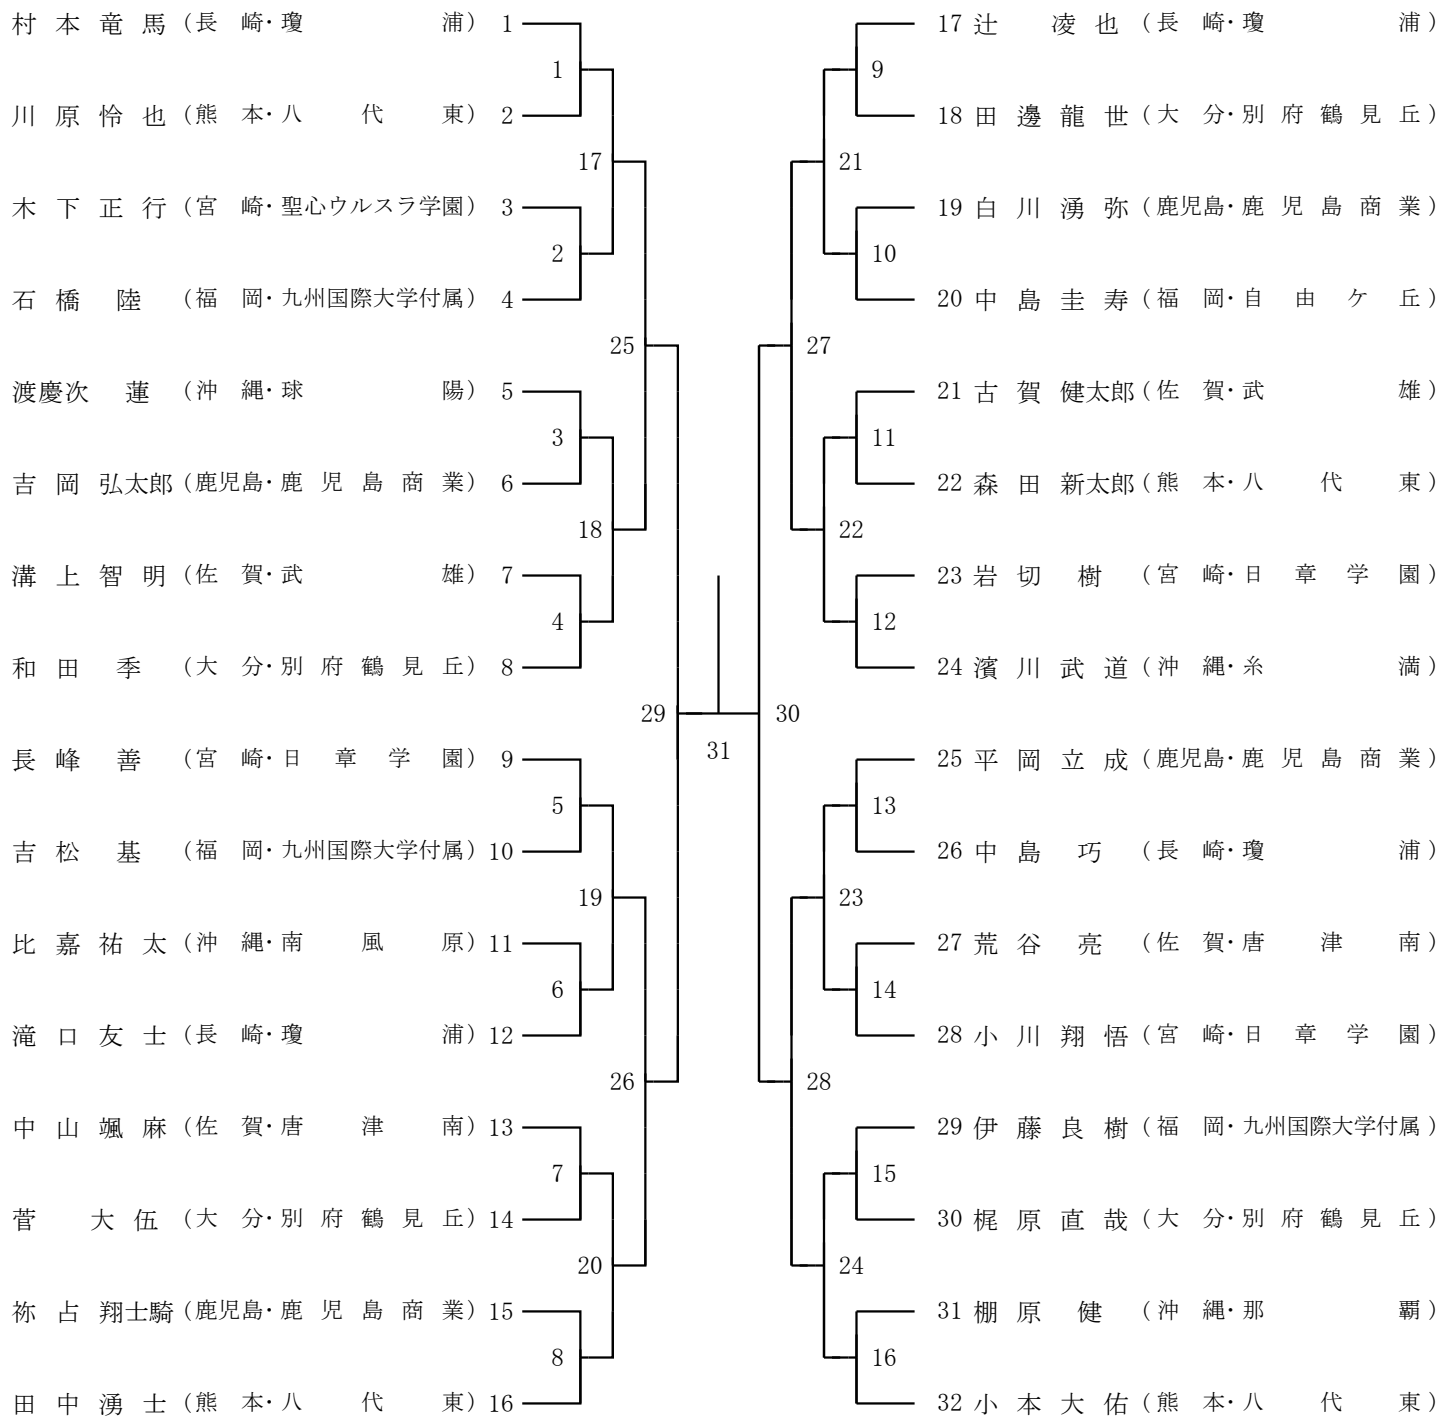 村本竜馬(長崎・瓊浦) 1
1
川原怜也(熊本・八代東) 2
17
木下正行(宮崎・聖心ウルスラ学園) 3
2
石橋陸(福岡・九州国際大学付属) 4
25
渡慶次蓮(沖縄・球陽) 5
3
吉岡弘太郎(鹿児島・鹿児島商業) 6
18
溝上智明(佐賀・武雄) 7
4
和田季(大分・別府鶴見丘) 8
29
長峰善(宮崎・日章学園) 9
5
吉松基(福岡・九州国際大学付属) 10
19
比嘉祐太(沖縄・南風原) 11
6
滝口友士(長崎・瓊浦) 12
26
中山颯麻(佐賀・唐津南) 13
7
菅大伍(大分・別府鶴見丘) 14
20
祢占翔士騎(鹿児島・鹿児島商業) 15
8
田中湧士(熊本・八代東) 16
31
17 辻凌也(長崎・瓊浦)
9
18 田邊龍世(大分・別府鶴見丘)
21
19 白川湧弥(鹿児島・鹿児島商業)
10
20 中島圭寿(福岡・自由ケ丘)
27
21 古賀健太郎(佐賀・武雄)
11
22 森田新太郎(熊本・八代東)
22
23 岩切樹(宮崎・日章学園)
12
24 濱川武道(沖縄・糸満)
30
25 平岡立成(鹿児島・鹿児島商業)
13
26 中島巧(長崎・瓊浦)
23
27 荒谷亮(佐賀・唐津南)
14
28 小川翔悟(宮崎・日章学園)
28
29 伊藤良樹(福岡・九州国際大学付属)
15
30 梶原直哉(大分・別府鶴見丘)
24
31 棚原健(沖縄・那覇)
16
32 小本大佑(熊本・八代東)